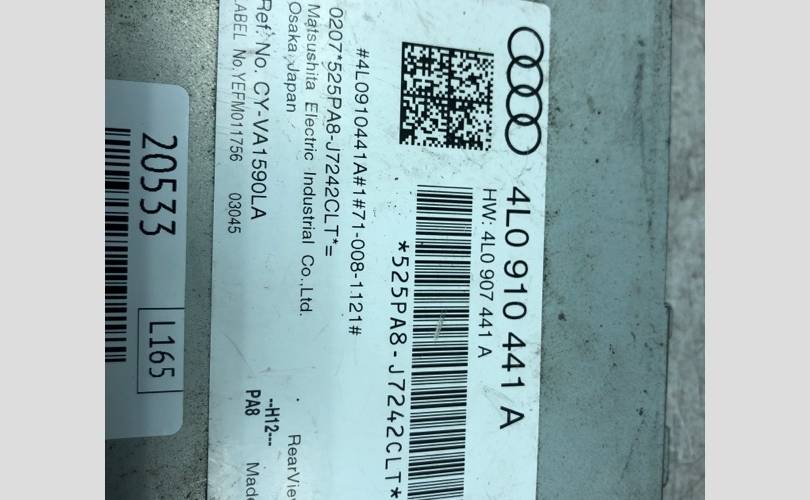 4L0 910 441 A
HW: 4L0 907 441 A
*525PA8-J7242CLT*
#4L0910441A#1#71-008-1121#
0207*525PA8-J7242CLT*=
Matsushita Electric Industrial Co.,Ltd.
Osaka, Japan
RearVie
Ref. No. CY-VA1590LA
--H12---
LABEL No.YEFM011756 03045
PA8
Made
20533
L165